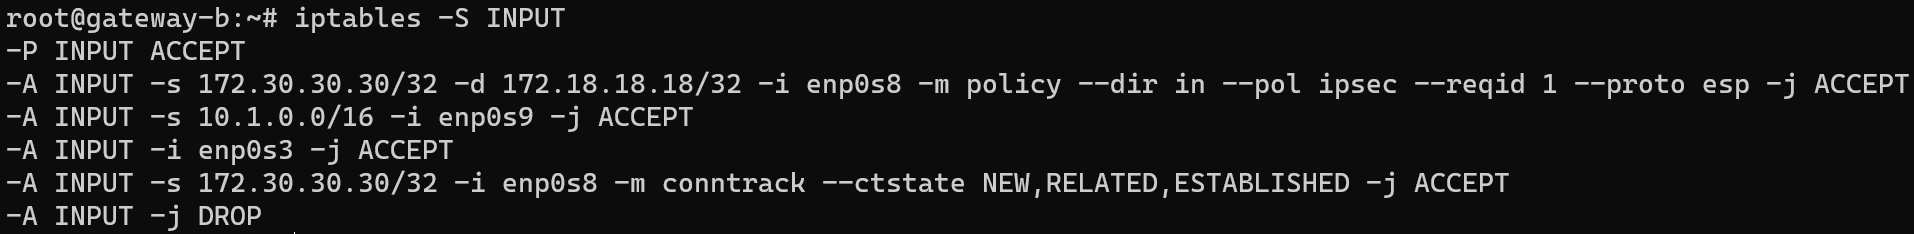 root@gateway-b:~# iptables -S INPUT
-P INPUT ACCEPT
-A INPUT -s 172.30.30.30/32 -d 172.18.18.18/32 -i enp0s8 -m policy --dir in --pol ipsec --reqid 1 --proto esp -j ACCEPT
-A INPUT -s 10.1.0.0/16 -i enp0s9 -j ACCEPT
-A INPUT -i enp0s3 -j ACCEPT
-A INPUT -s 172.30.30.30/32 -i enp0s8 -m conntrack --ctstate NEW,RELATED,ESTABLISHED -j ACCEPT
-A INPUT -j DROP